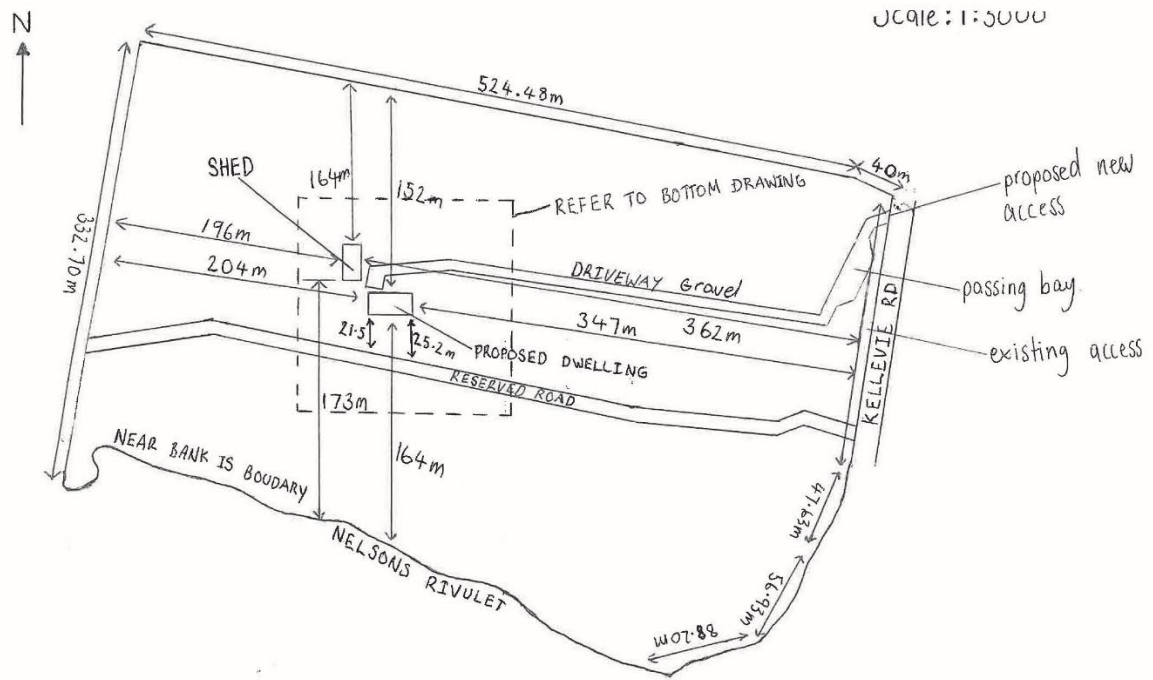 N
Scale: 1:5000
524.48m
40m
proposed new
access
SHED
164m
152m
REFER TO BOTTOM DRAWING
332.70m
196m
204m
DRIVEWAY Gravel
passing bay
347m
362m
21.5
25.2m
PROPOSED DWELLING
existing access
KELLEVIE RD
RESERVED ROAD
173m
NEAR BANK IS BOUDARY
164m
47.63m
NELSONS RIVULET
56.93m
88.20m